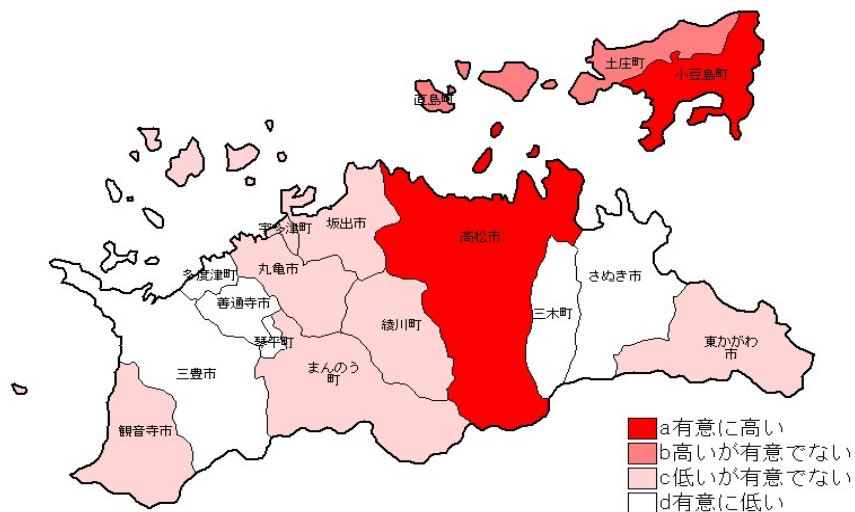 土庄町
小豆島町
直島町
宇多津町
坂出市
高松市
多度津町
丸亀市
さぬき市
善通寺市
三木町
綾川町
琴平町
東かがわ
市
三豊市
まんのう
町
観音寺市
a有意に高い
b高いが有意でない
c低いが有意でない
d有意に低い